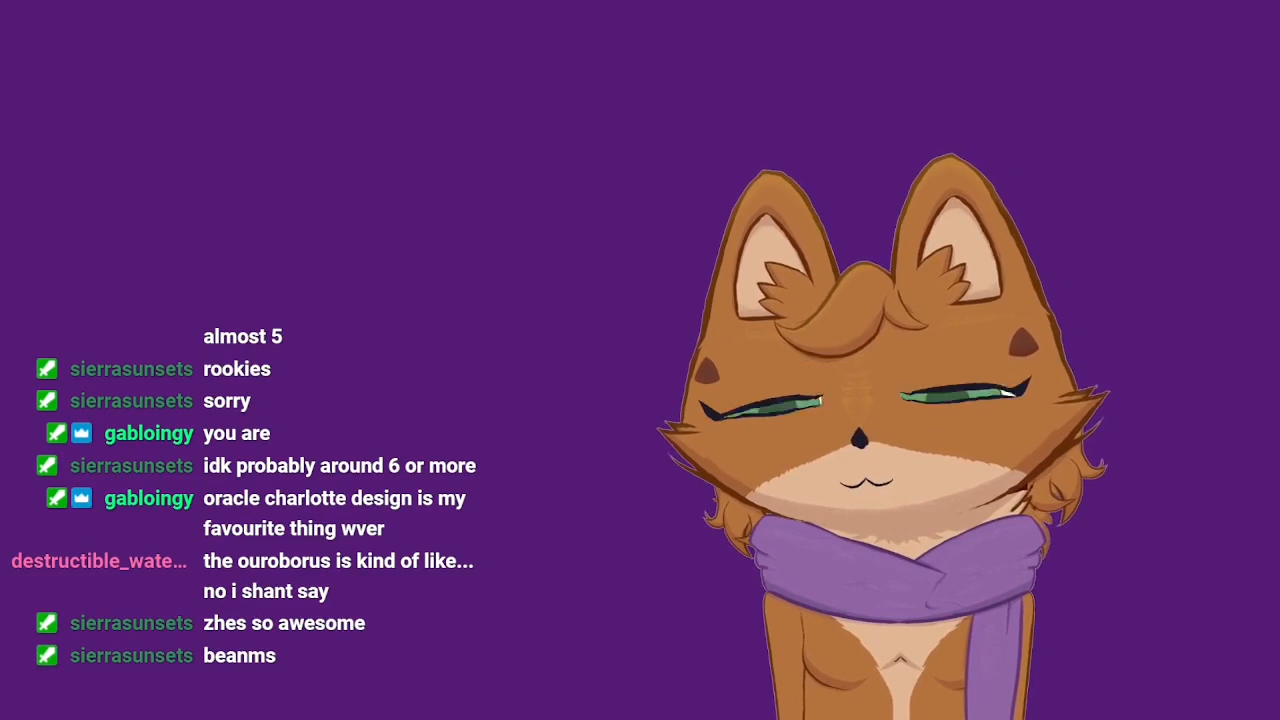 almost 5
sierrasunsets rookies
sierrasunsets sorry
gabloingy you are
sierrasunsets idk probably around 6 or more
gabloingy oracle charlotte design is my
favourite thing wver
destructible_wate... the ouroborus is kind of like...
no i shant say
sierrasunsets zhes so awesome
sierrasunsets beanms